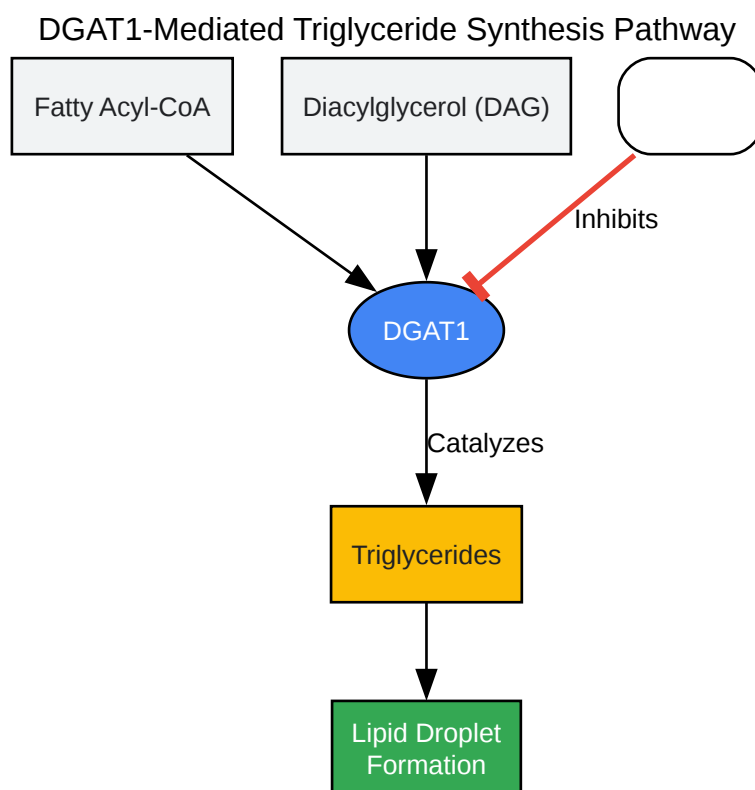 DGAT1-Mediated Triglyceride Synthesis Pathway
Fatty Acyl-CoA
Diacylglycerol (DAG)
Inhibits
DGAT1
Catalyzes
Triglycerides
Lipid Droplet
Formation